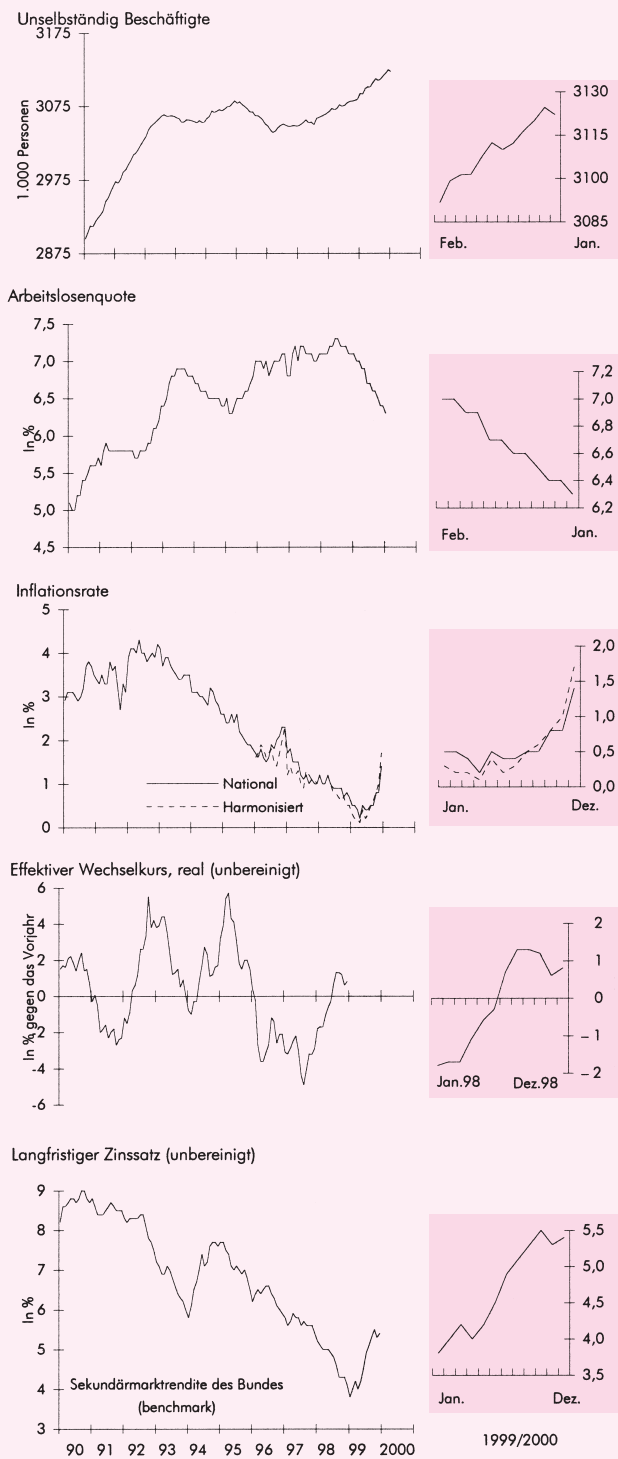 Unselbständig Beschäftigte
3175
3075
2975
2875
1.000 Personen
3130
3115
3100
3085
Feb.
Jan.
Arbeitslosenquote
7,5
7,0
6,5
6,0
5,5
5,0
4,5
In %
7,2
7,0
6,8
6,6
6,4
6,2
Feb.
Jan.
Inflationsrate
5
4
3
2
1
0
In %
National
Harmonisiert
2,0
1,5
1,0
0,5
0,0
Jan.
Dez.
Effektiver Wechselkurs, real (unbereinigt)
6
4
2
0
-2
-4
-6
In % gegen das Vorjahr
2
1
0
-1
-2
Jan.98
Dez.98
Langfristiger Zinssatz (unbereinigt)
9
8
7
6
5
4
3
In %
Sekundärmarktrendite des Bundes
(benchmark)
90 91 92 93 94 95 96 97 98 99 2000
5,5
5,0
4,5
4,0
3,5
Jan.
Dez.
1999/2000